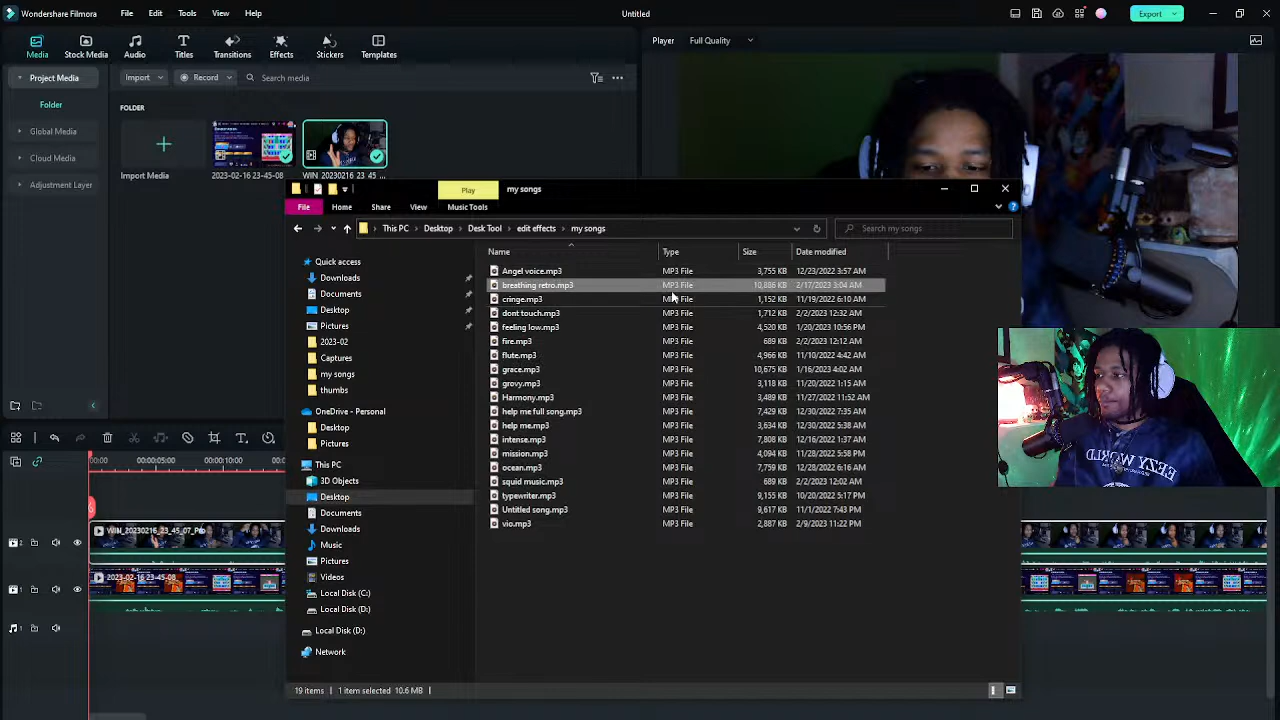 Wondershare Filmora File Edit Tools View Help Untitled Export
Media Stock Media Audio Titles Transitions Effects Stickers Templates
Player Full Quality
Project Media Import Record Search media
Folder
FOLDER
Global Media
Cloud Media
Adjustment Layer
Import Media 2023-02-16 23-45-08 WIN_20230216_23_45
Play my songs
File Home Share View Music Tools
This PC Desktop Desk Tool edit effects my songs Search my songs
Name Type Size Date modified
Quick access
Downloads
Documents
Desktop
Pictures
2023-02
Captures
my songs
thumbs
OneDrive - Personal
Desktop
Pictures
This PC
3D Objects
Desktop
Documents
Downloads
Music
Pictures
Videos
Local Disk (C:)
Local Disk (D:)
Local Disk (D:)
Network
Angel voice.mp3 MP3 File 3,755 KB 12/23/2022 3:57 AM
breathing retro.mp3 MP3 File 10,886 KB 2/17/2023 3:04 AM
cringe.mp3 MP3 File 1,152 KB 11/19/2022 6:10 AM
dont touch.mp3 MP3 File 1,712 KB 2/2/2023 12:32 AM
feeling low.mp3 MP3 File 4,520 KB 1/20/2023 10:56 PM
fire.mp3 MP3 File 689 KB 2/2/2023 12:12 AM
flute.mp3 MP3 File 4,966 KB 11/10/2022 4:42 AM
grace.mp3 MP3 File 10,675 KB 1/16/2023 4:02 AM
grovy.mp3 MP3 File 3,118 KB 11/20/2022 1:15 AM
Harmony.mp3 MP3 File 3,488 KB 11/27/2022 11:52 AM
help me full song.mp3 MP3 File 7,429 KB 12/30/2022 7:35 AM
help me.mp3 MP3 File 3,634 KB 12/30/2022 5:38 AM
intense.mp3 MP3 File 7,808 KB 12/16/2022 1:37 AM
mission.mp3 MP3 File 4,094 KB 11/28/2022 5:58 PM
ocean.mp3 MP3 File 7,759 KB 12/28/2022 6:16 AM
squid music.mp3 MP3 File 689 KB 2/2/2023 12:02 AM
typewriter.mp3 MP3 File 9,155 KB 10/20/2022 5:17 PM
Untitled song.mp3 MP3 File 9,617 KB 11/1/2022 7:43 PM
vio.mp3 MP3 File 2,887 KB 2/9/2023 11:22 PM
EEZY WORLD
00:00 00:00:05:00 00:00:10:00
WIN_20230216_23_45_07_Pro
2023-02-16 23-45-08
19 items 1 item selected 10.6 MB